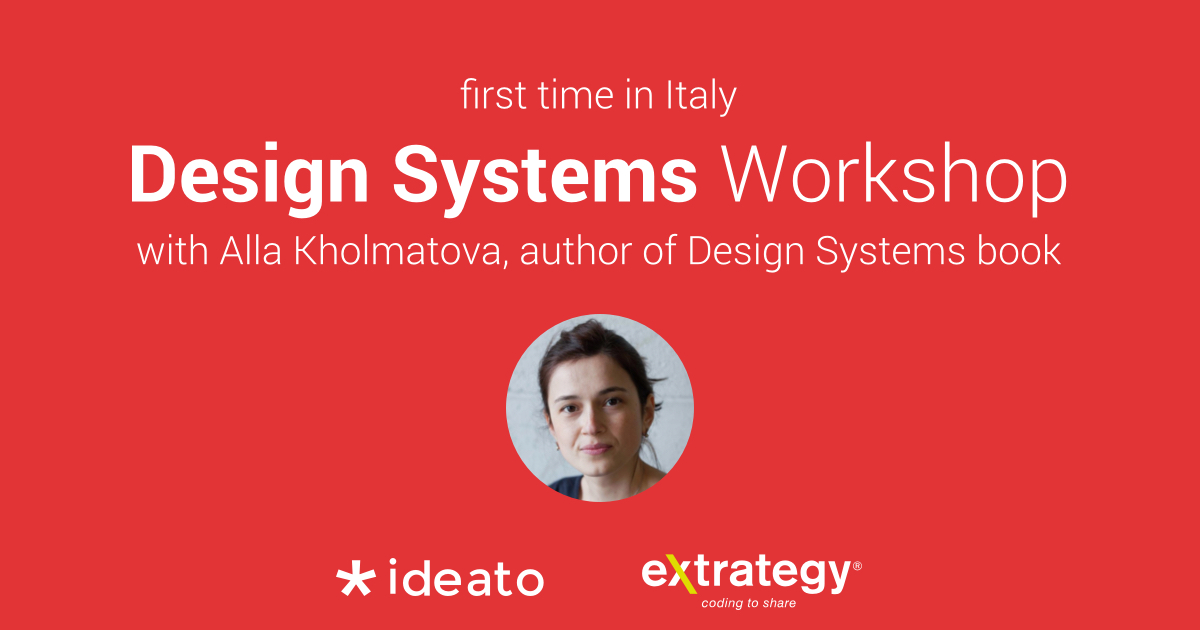 first time in Italy
Design Systems Workshop
with Alla Kholmatova, author of Design Systems book
ideato
extrategy®
coding to share